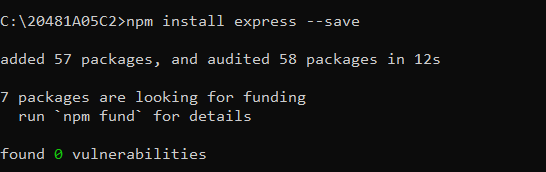 C:\20481A05C2>npm install express --save
added 57 packages, and audited 58 packages in 12s
7 packages are looking for funding
run `npm fund` for details
found 0 vulnerabilities